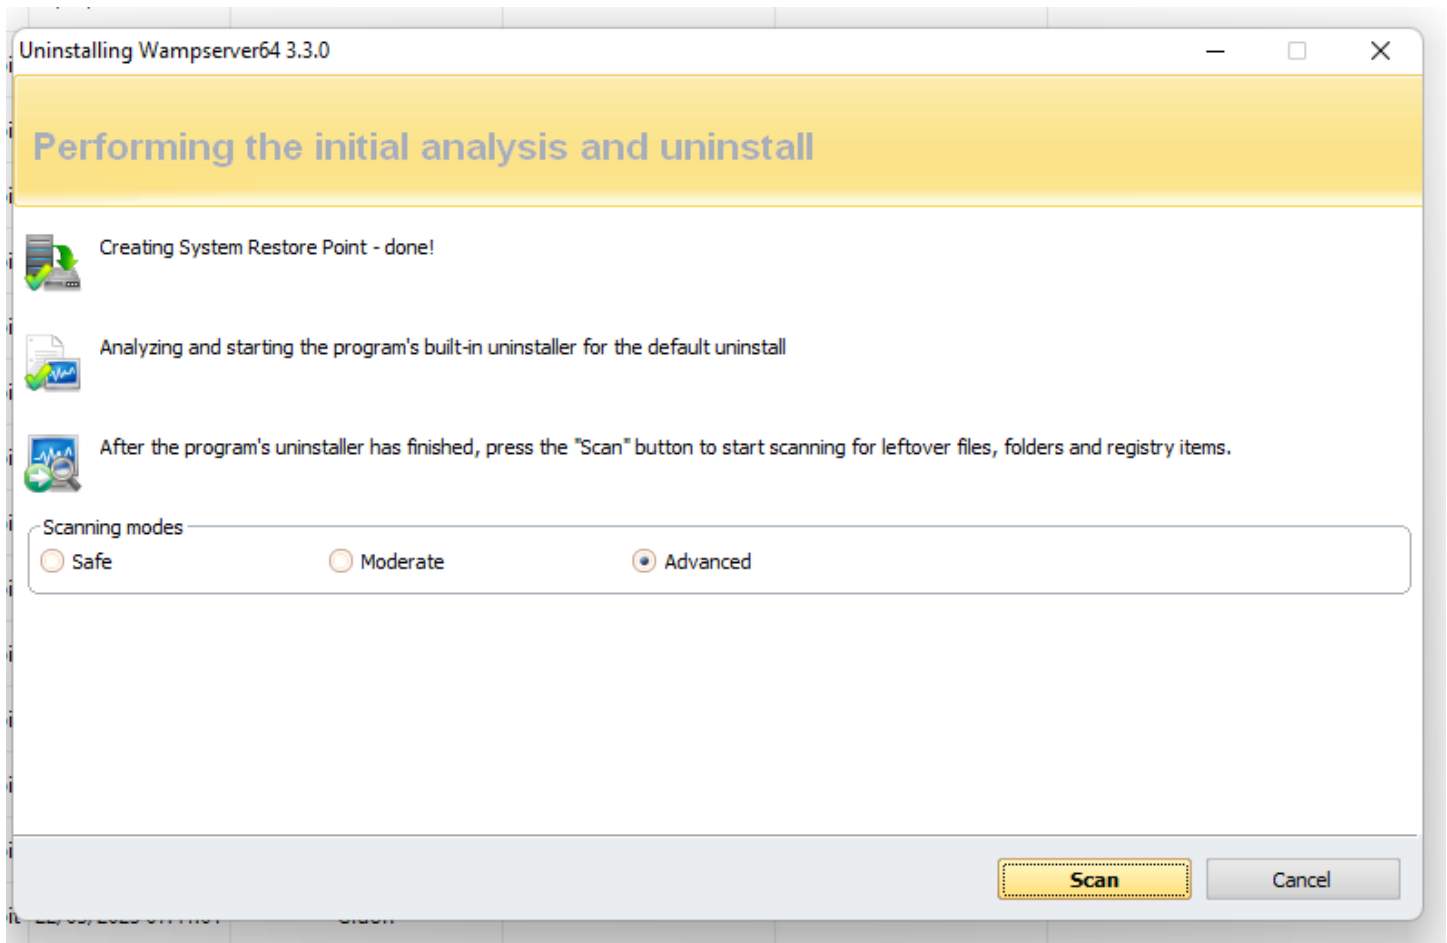 Uninstalling Wampserver64 3.3.0
Performing the initial analysis and uninstall
Creating System Restore Point - done!
Analyzing and starting the program's built-in uninstaller for the default uninstall
After the program's uninstaller has finished, press the "Scan" button to start scanning for leftover files, folders and registry items.
Scanning modes
Safe
Moderate
Advanced
Scan
Cancel